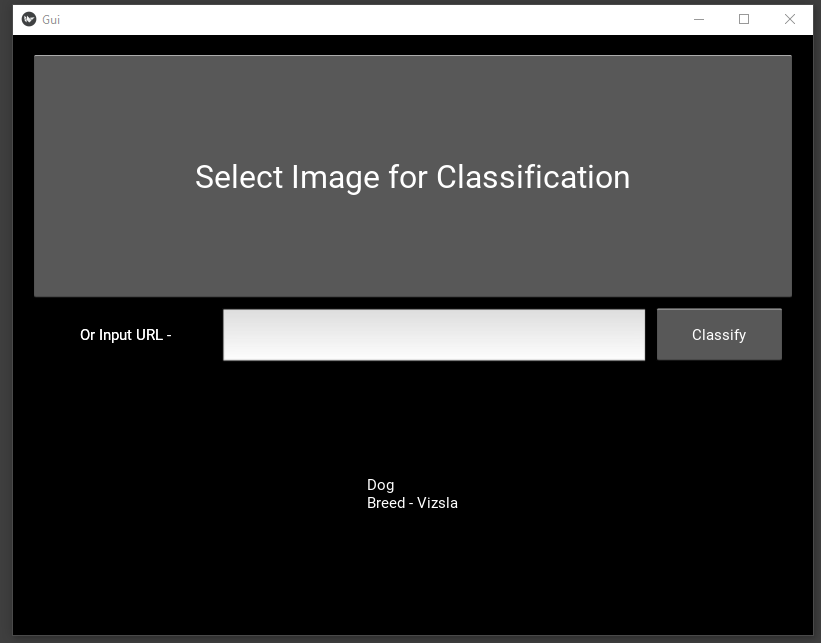 Gui
Select Image for Classification
Or Input URL - 
Classify
Dog
Breed - Vizsla